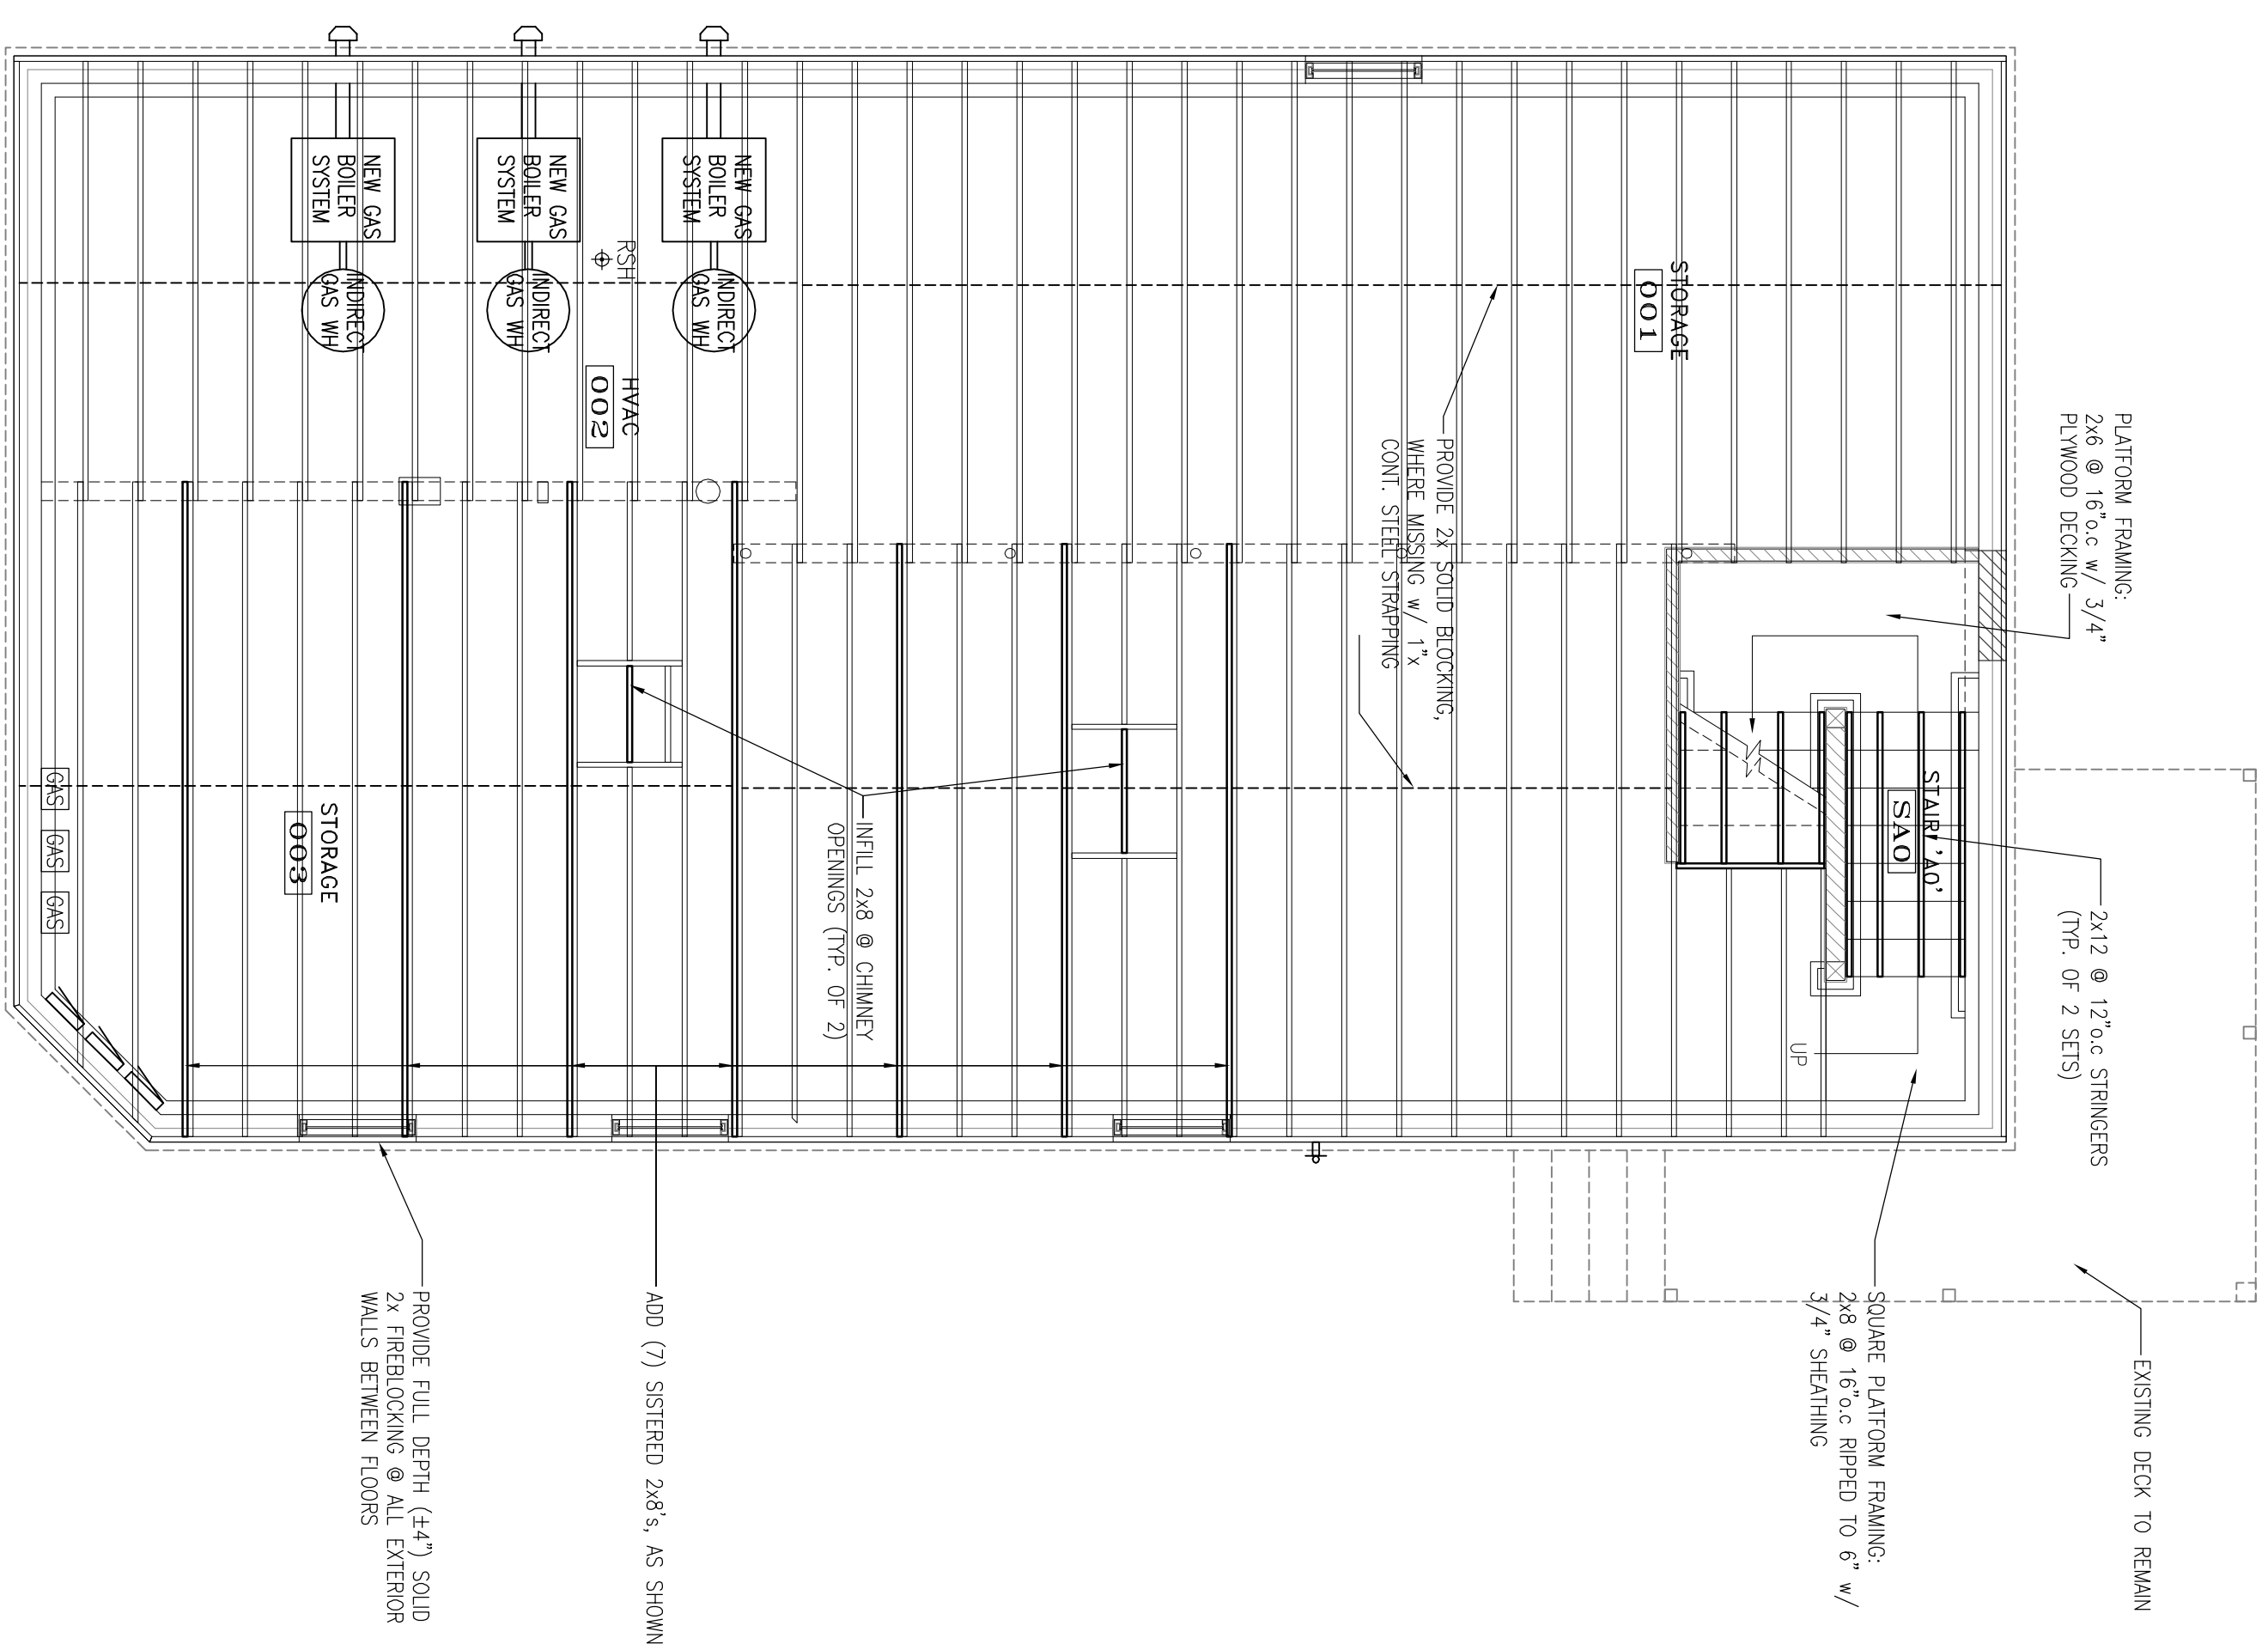 PLATFORM FRAMING:
2x6 @ 16"o.c w/ 3/4"
PLYWOOD DECKING
2x12 @ 12"o.c STRINGERS
(TYP. OF 2 SETS)
EXISTING DECK TO REMAIN
SQUARE PLATFORM FRAMING:
2x8 @ 16"o.c RIPPED TO 6" w/
3/4" SHEATHING
STAIR 'A0'
SA0
UP
STORAGE
001
PROVIDE 2x SOLID BLOCKING,
WHERE MISSING w/ 1"x
CONT. STEEL STRAPPING
INFILL 2x8 @ CHIMNEY
OPENINGS (TYP. OF 2)
ADD (7) SISTERED 2x8's, AS SHOWN
PROVIDE FULL DEPTH (±4") SOLID
2x FIREBLOCKING @ ALL EXTERIOR
WALLS BETWEEN FLOORS
NEW GAS
BOILER
SYSTEM
INDIRECT
GAS WH
NEW GAS
BOILER
SYSTEM
INDIRECT
GAS WH
NEW GAS
BOILER
SYSTEM
INDIRECT
GAS WH
RSH
HVAC
002
STORAGE
003
GAS
GAS
GAS